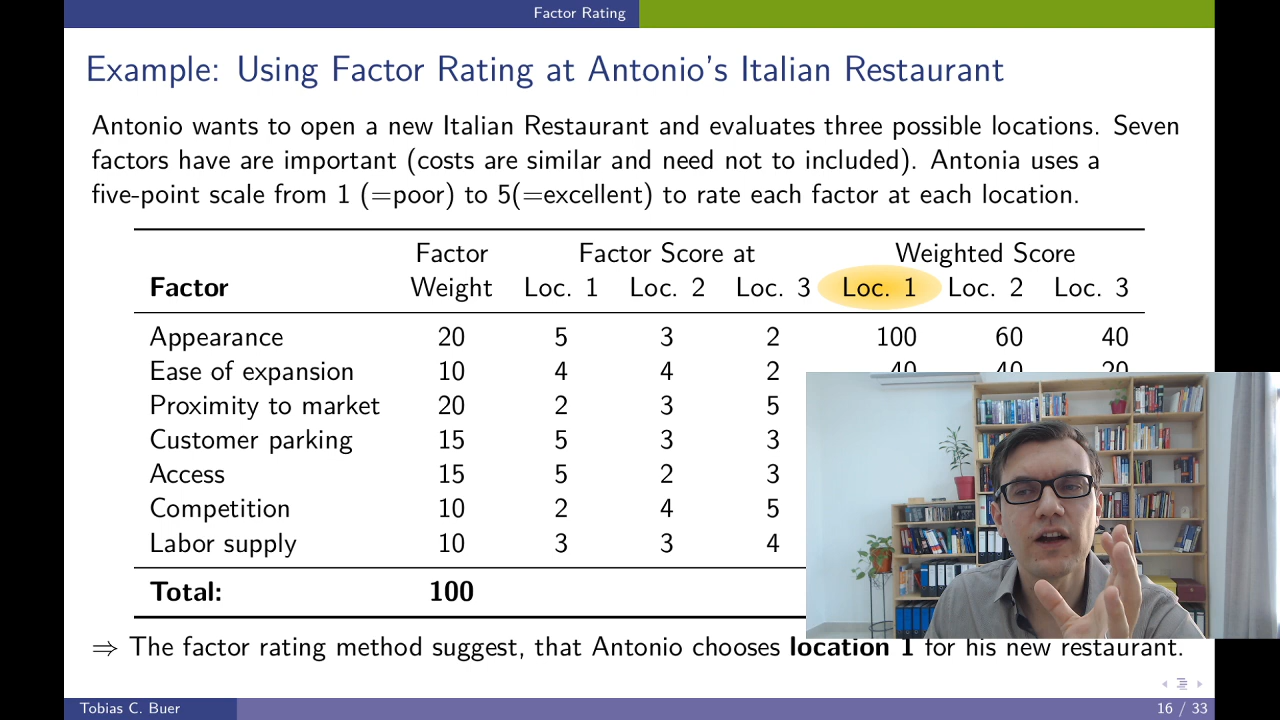 Factor Rating
Example: Using Factor Rating at Antonio's Italian Restaurant
Antonio wants to open a new Italian Restaurant and evaluates three possible locations. Seven
factors have are important (costs are similar and need not to included). Antonia uses a
five-point scale from 1 (=poor) to 5(=excellent) to rate each factor at each location.
Factor Factor Score at Weighted Score
Factor Weight Loc. 1 Loc. 2 Loc. 3 Loc. 1 Loc. 2 Loc. 3
Appearance 20 5 3 2 100 60 40
Ease of expansion 10 4 4 2 40 40 20
Proximity to market 20 2 3 5
Customer parking 15 5 3 3
Access 15 5 2 3
Competition 10 2 4 5
Labor supply 10 3 3 4
Total: 100
⇒ The factor rating method suggest, that Antonio chooses location 1 for his new restaurant.
Tobias C. Buer 16 / 33